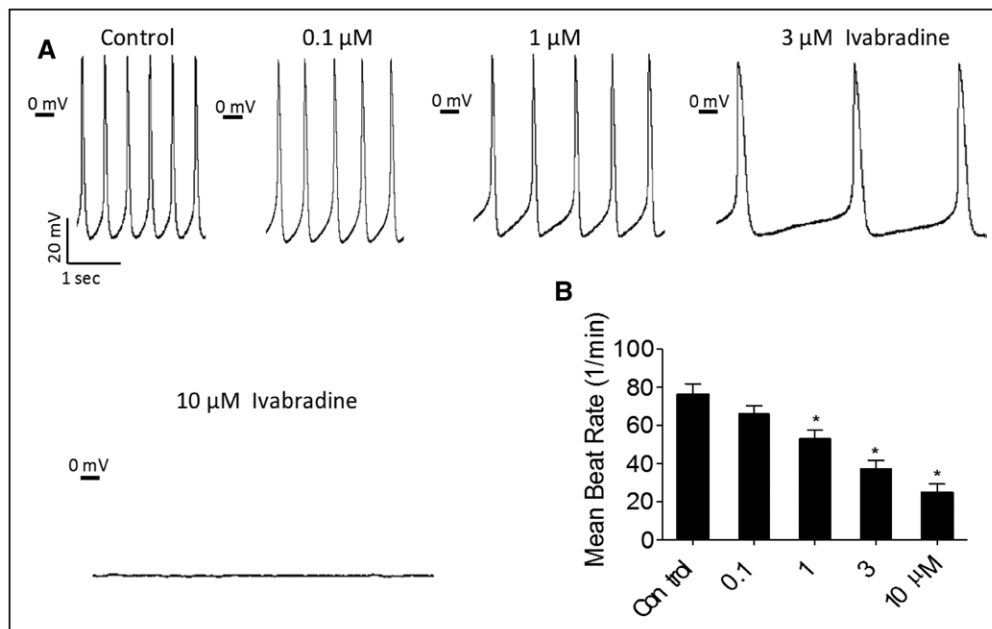 A
Control
0.1 µM
1 µM
3 µM Ivabradine
0 mV
0 mV
0 mV
0 mV
20 mV
1 sec
10 µM Ivabradine
0 mV
B
Mean Beat Rate (1/min)
100
80
60
40
20
0
*
*
*
Con trol
0.1
1
3
10 µM